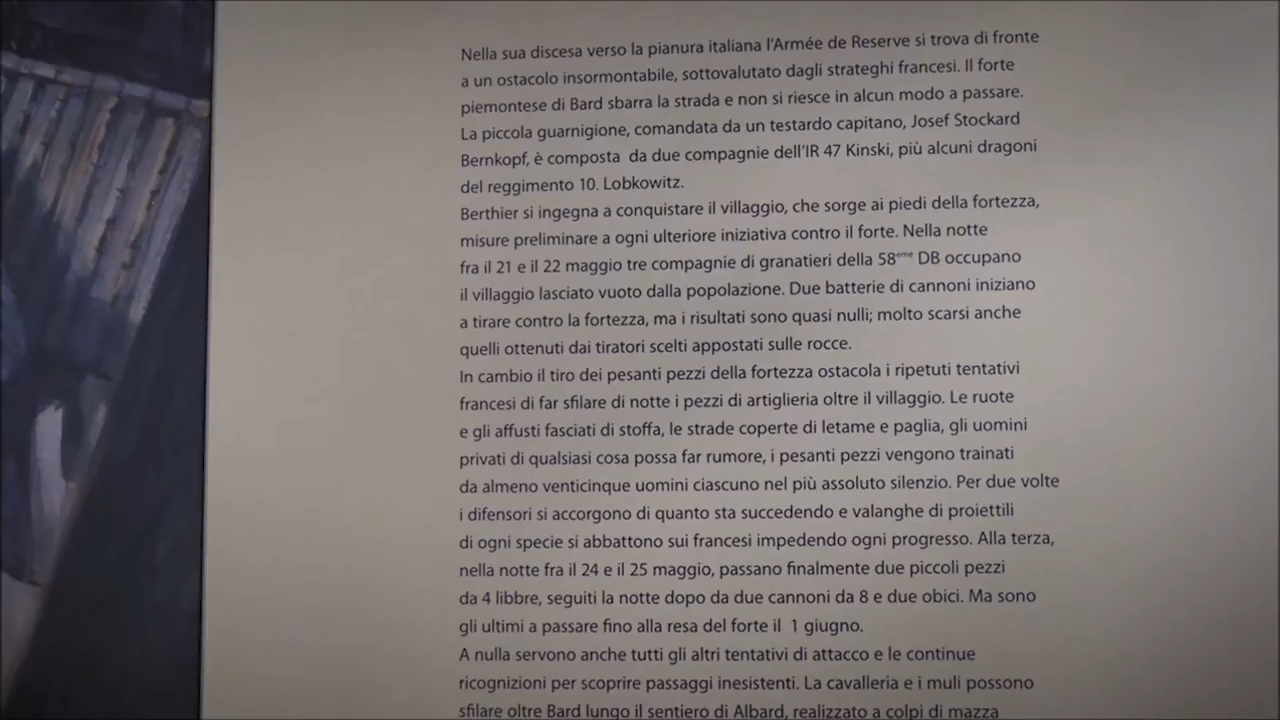 Nella sua discesa verso la pianura italiana l'Armée de Reserve si trova di fronte
a un ostacolo insormontabile, sottovalutato dagli strateghi francesi. Il forte
piemontese di Bard sbarra la strada e non si riesce in alcun modo a passare.
La piccola guarnigione, comandata da un testardo capitano, Josef Stockard
Bernkopf, è composta  da due compagnie dell'IR 47 Kinski, più alcuni dragoni
del reggimento 10. Lobkowitz.
Berthier si ingegna a conquistare il villaggio, che sorge ai piedi della fortezza,
misure preliminare a ogni ulteriore iniziativa contro il forte. Nella notte
fra il 21 e il 22 maggio tre compagnie di granatieri della 58eme DB occupano
il villaggio lasciato vuoto dalla popolazione. Due batterie di cannoni iniziano
a tirare contro la fortezza, ma i risultati sono quasi nulli; molto scarsi anche
quelli ottenuti dai tiratori scelti appostati sulle rocce.
In cambio il tiro dei pesanti pezzi della fortezza ostacola i ripetuti tentativi
francesi di far sfilare di notte i pezzi di artiglieria oltre il villaggio. Le ruote
e gli affusti fasciati di stoffa, le strade coperte di letame e paglia, gli uomini
privati di qualsiasi cosa possa far rumore, i pesanti pezzi vengono trainati
da almeno venticinque uomini ciascuno nel più assoluto silenzio. Per due volte
i difensori si accorgono di quanto sta succedendo e valanghe di proiettili
di ogni specie si abbattono sui francesi impedendo ogni progresso. Alla terza,
nella notte fra il 24 e il 25 maggio, passano finalmente due piccoli pezzi
da 4 libbre, seguiti la notte dopo da due cannoni da 8 e due obici. Ma sono
gli ultimi a passare fino alla resa del forte il  1 giugno.
A nulla servono anche tutti gli altri tentativi di attacco e le continue
ricognizioni per scoprire passaggi inesistenti. La cavalleria e i muli possono
sfilare oltre Bard lungo il sentiero di Albard, realizzato a colpi di mazza